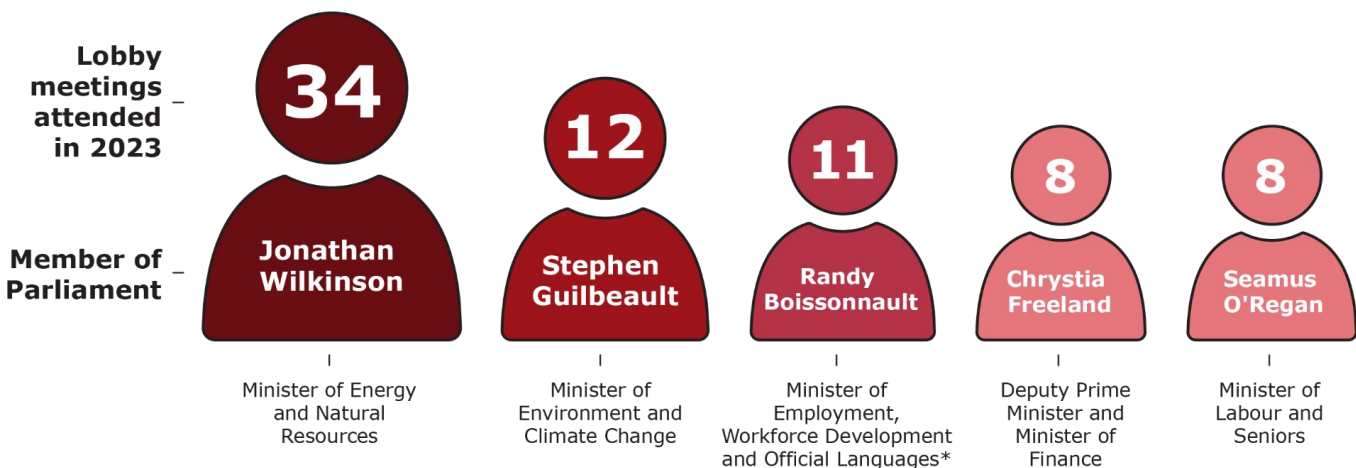 Lobby
meetings
attended
in 2023
34
12
11
8
8
Member of
Parliament
Jonathan
Wilkinson
Stephen
Guilbeault
Randy
Boissonnault
Chrystia
Freeland
Seamus
O'Regan
Minister of Energy
and Natural
Resources
Minister of
Environment and
Climate Change
Minister of
Employment,
Workforce Development
and Official Languages*
Deputy Prime
Minister and
Minister of
Finance
Minister of
Labour and
Seniors